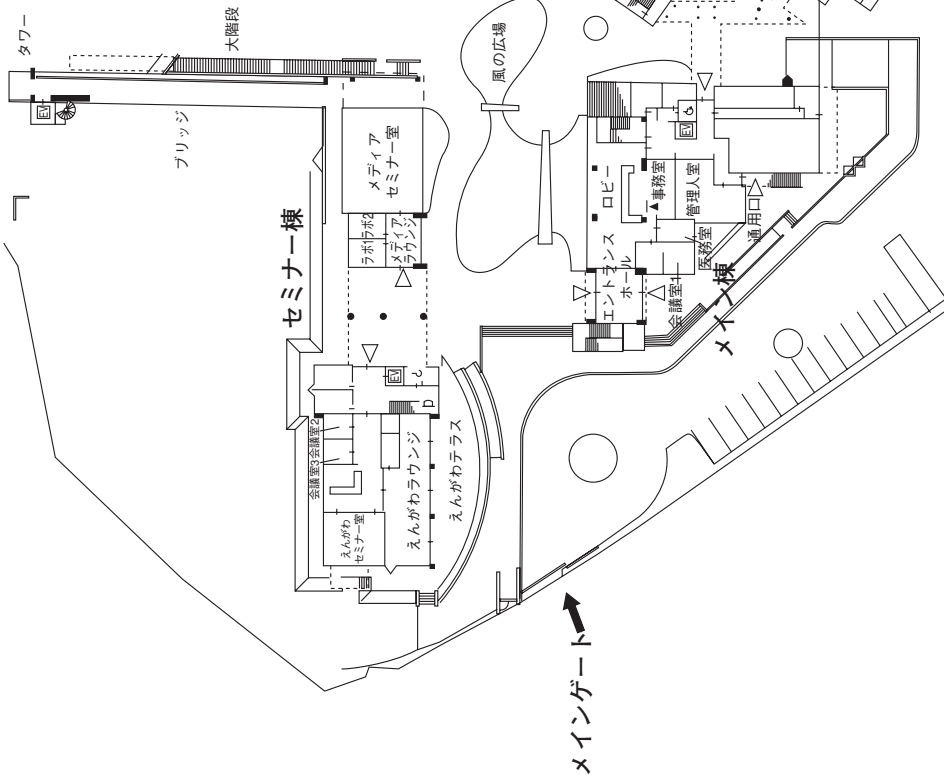 タワー
EV
大階段
ブリッジ
メディア
セミナー室
セミナー棟
ラボ1
ラボ2
メディア
ラウンジ
風の広場
EV
ロビー
事務室
管理人室
エントランス
ホール
医務室
通用口
会議室1
メイン棟
EV
会議室3
会議室2
えんがわラウンジ
えんがわテラス
えんがわ
セミナー室
メインゲート